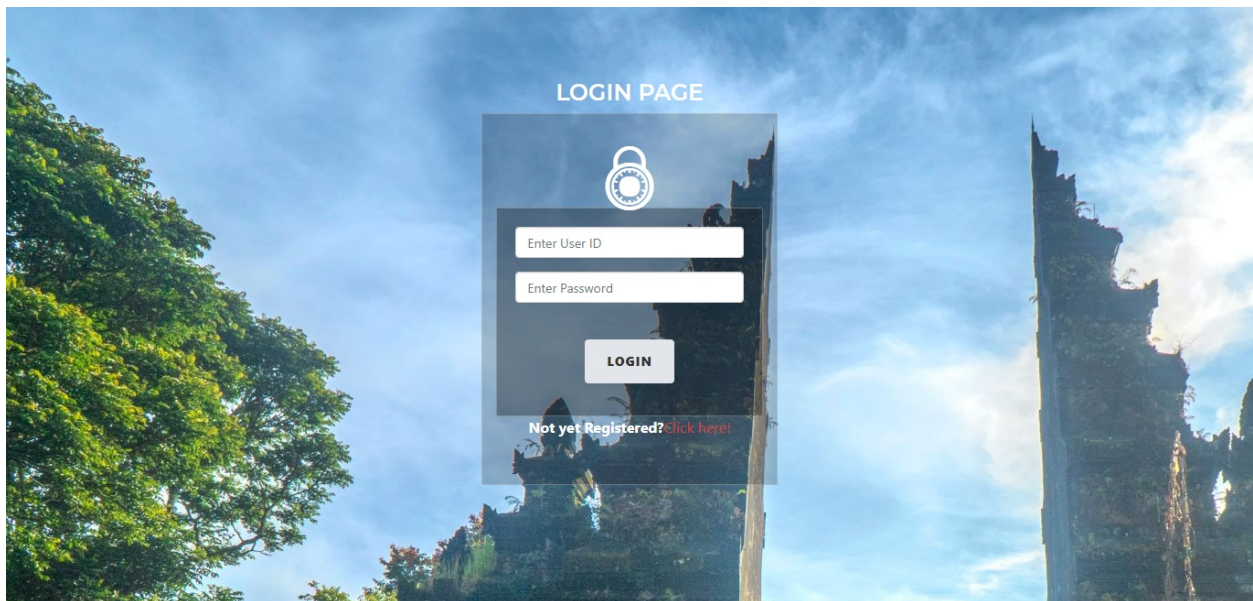 LOGIN PAGE
Enter User ID
Enter Password
LOGIN
Not yet Registered?Click here!